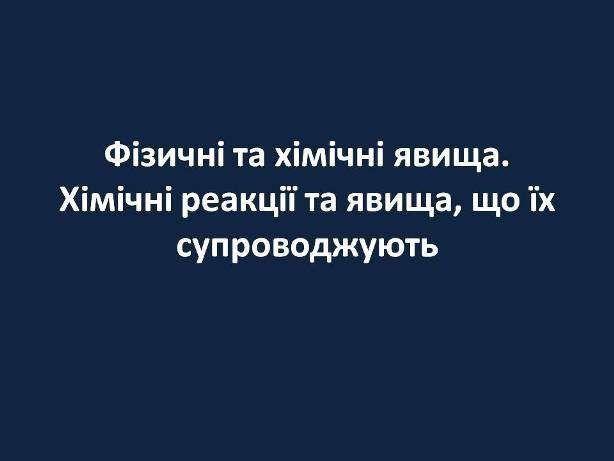 Фізичні та хімічні явища.
Хімічні реакції та явища, що їх
супроводжують